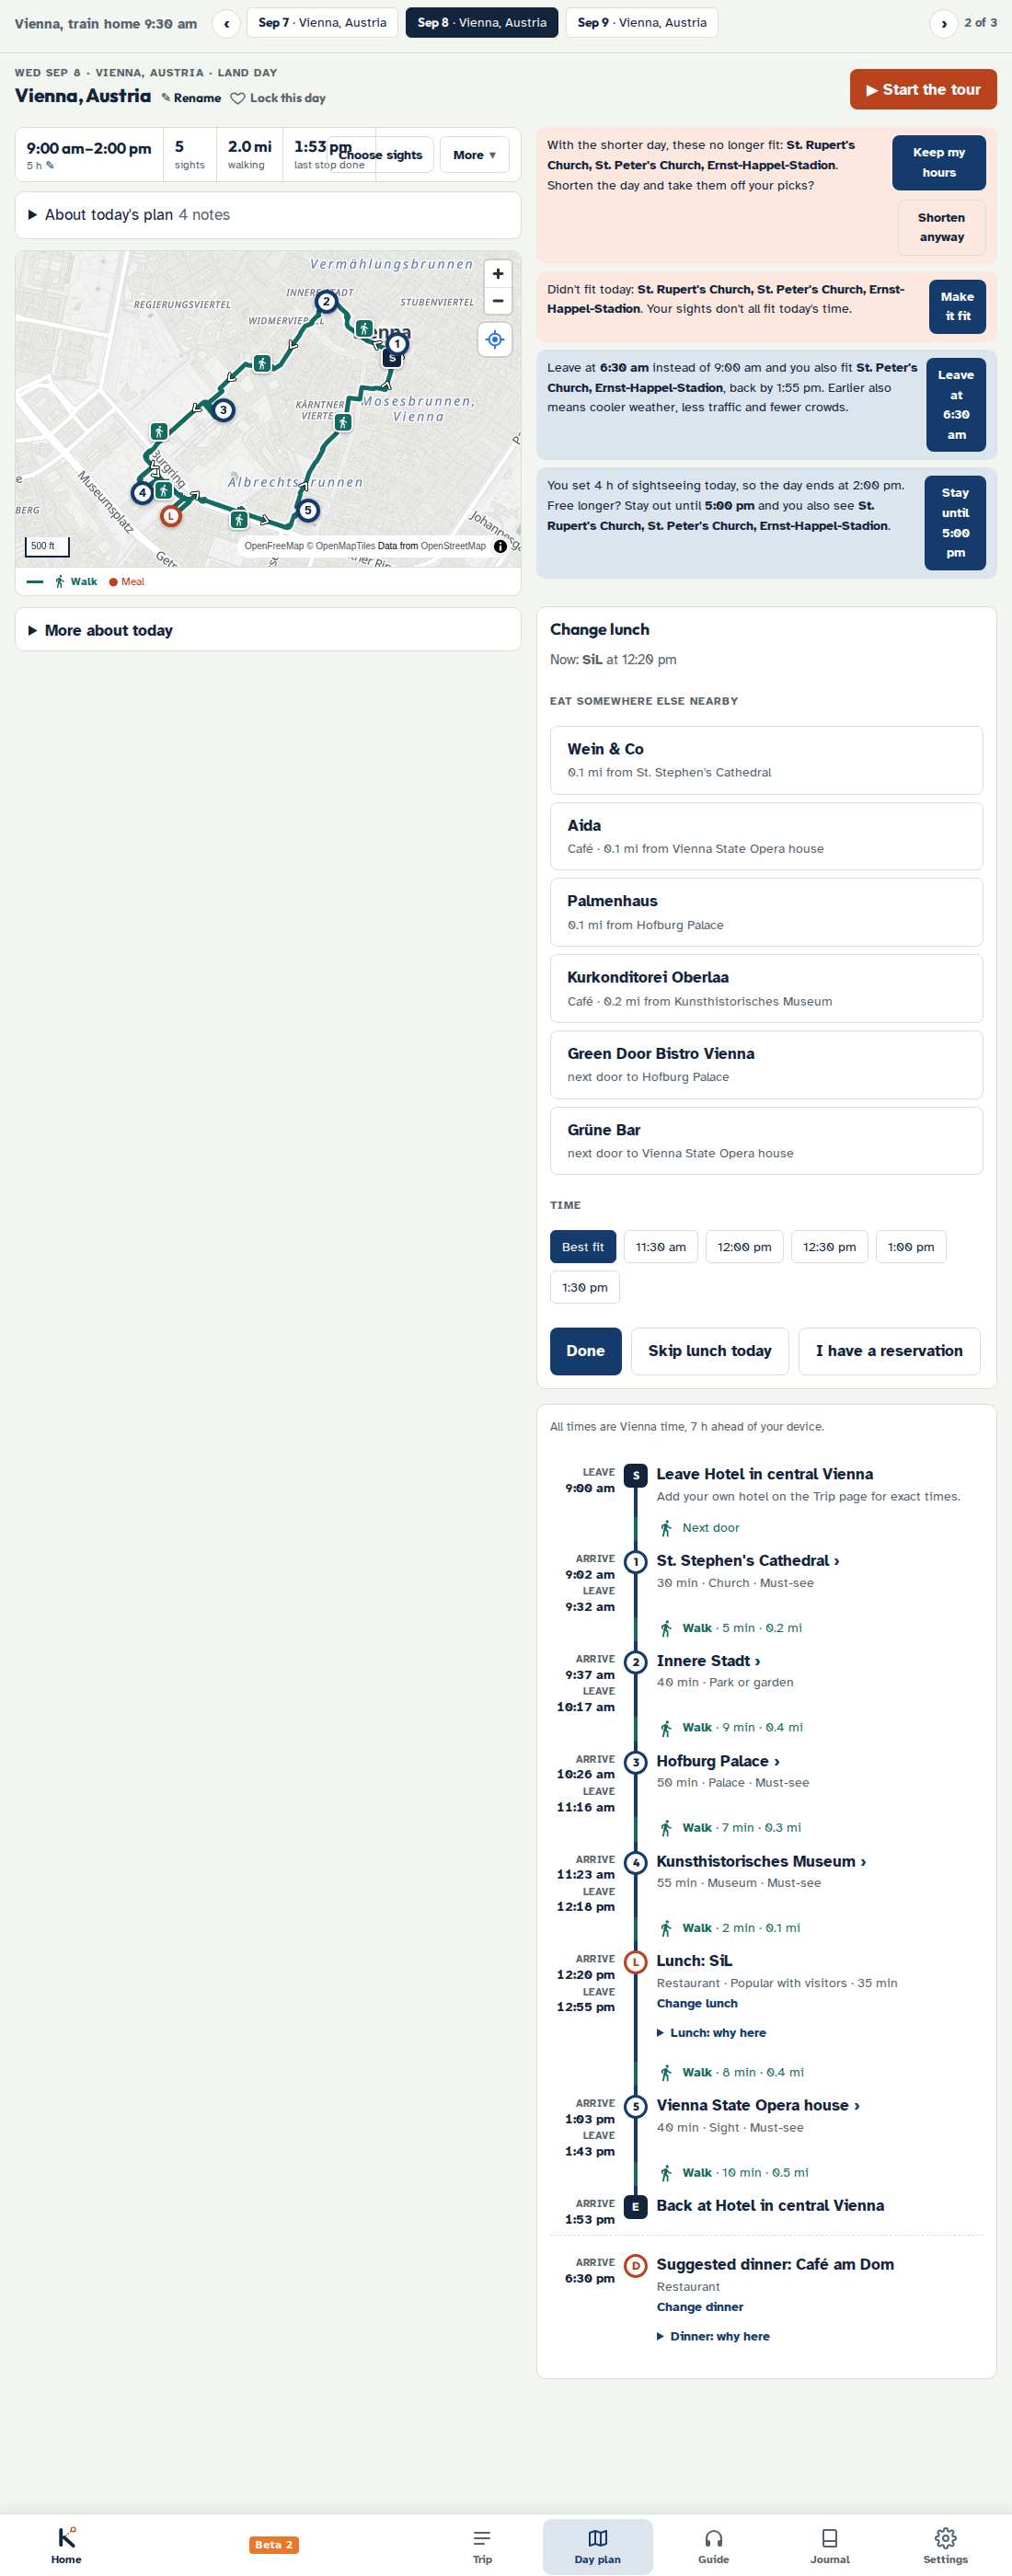 Vienna, train home 9:30 am
‹
Sep 7 · Vienna, Austria
Sep 8 · Vienna, Austria
Sep 9 · Vienna, Austria
›
2 of 3
WED SEP 8 · VIENNA, AUSTRIA · LAND DAY
Vienna, Austria
✎ Rename
Lock this day
▶ Start the tour
9:00 am–2:00 pm
5 h ✎
5
sights
2.0 mi
walking
1:53 pm
last stop done
Choose sights
More ▼
▶ About today's plan 4 notes
Vermählungsbrunnen
REGIERUNGSVIERTEL
STUBENVIERTEL
2
1
S
3
KÄRNTNER
Mosesbrunnen,
Vienna
Burgring
Museumsplatz
4
L
5
BERG
500 ft
+
−
OpenFreeMap © OpenMapTiles Data from OpenStreetMap
Walk
Meal
▶ More about today
With the shorter day, these no longer fit: St. Rupert's
Church, St. Peter's Church, Ernst-Happel-Stadion.
Shorten the day and take them off your picks?
Keep my
hours
Shorten
anyway
Didn't fit today: St. Rupert's Church, St. Peter's Church, Ernst-
Happel-Stadion. Your sights don't all fit today's time.
Make
it fit
Leave at 6:30 am instead of 9:00 am and you also fit St. Peter's
Church, Ernst-Happel-Stadion, back by 1:55 pm. Earlier also
means cooler weather, less traffic and fewer crowds.
Leave
at
6:30
am
You set 4 h of sightseeing today, so the day ends at 2:00 pm.
Free longer? Stay out until 5:00 pm and you also see St.
Rupert's Church, St. Peter's Church, Ernst-Happel-Stadion.
Stay
until
5:00
pm
Change lunch
Now: SiL at 12:20 pm
EAT SOMEWHERE ELSE NEARBY
Wein & Co
0.1 mi from St. Stephen's Cathedral
Aida
Café · 0.1 mi from Vienna State Opera house
Palmenhaus
0.1 mi from Hofburg Palace
Kurkonditorei Oberlaa
Café · 0.2 mi from Kunsthistorisches Museum
Green Door Bistro Vienna
next door to Hofburg Palace
Grüne Bar
next door to Vienna State Opera house
TIME
Best fit
11:30 am
12:00 pm
12:30 pm
1:00 pm
1:30 pm
Done
Skip lunch today
I have a reservation
All times are Vienna time, 7 h ahead of your device.
LEAVE
9:00 am
S
Leave Hotel in central Vienna
Add your own hotel on the Trip page for exact times.
Next door
ARRIVE
9:02 am
LEAVE
9:32 am
1
St. Stephen's Cathedral ›
30 min · Church · Must-see
Walk · 5 min · 0.2 mi
ARRIVE
9:37 am
LEAVE
10:17 am
2
Innere Stadt ›
40 min · Park or garden
Walk · 9 min · 0.4 mi
ARRIVE
10:26 am
LEAVE
11:16 am
3
Hofburg Palace ›
50 min · Palace · Must-see
Walk · 7 min · 0.3 mi
ARRIVE
11:23 am
LEAVE
12:18 pm
4
Kunsthistorisches Museum ›
55 min · Museum · Must-see
Walk · 2 min · 0.1 mi
ARRIVE
12:20 pm
LEAVE
12:55 pm
L
Lunch: SiL
Restaurant · Popular with visitors · 35 min
Change lunch
▶ Lunch: why here
Walk · 8 min · 0.4 mi
ARRIVE
1:03 pm
LEAVE
1:43 pm
5
Vienna State Opera house ›
40 min · Sight · Must-see
Walk · 10 min · 0.5 mi
ARRIVE
1:53 pm
E
Back at Hotel in central Vienna
ARRIVE
6:30 pm
D
Suggested dinner: Café am Dom
Restaurant
Change dinner
▶ Dinner: why here
Home
Beta 2
Trip
Day plan
Guide
Journal
Settings